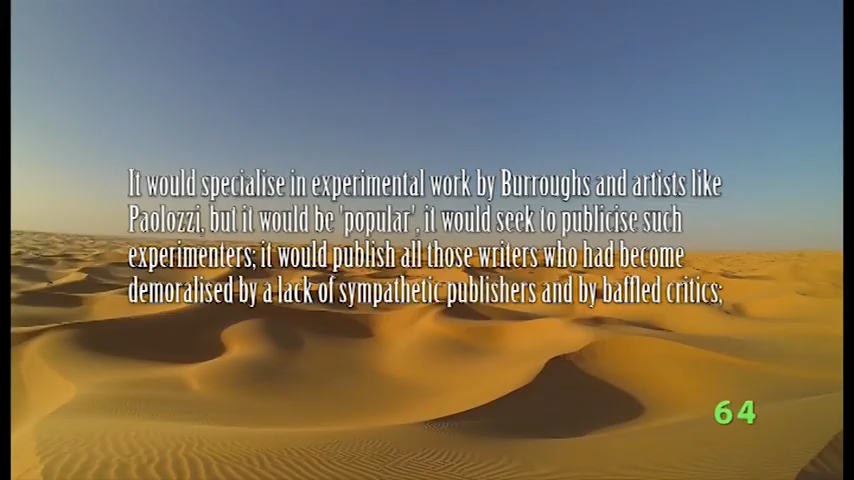 It would specialise in experimental work by Burroughs and artists like
Paolozzi, but it would be 'popular', it would seek to publicise such
experimenters; it would publish all those writers who had become
demoralised by a lack of sympathetic publishers and by baffled critics;
64